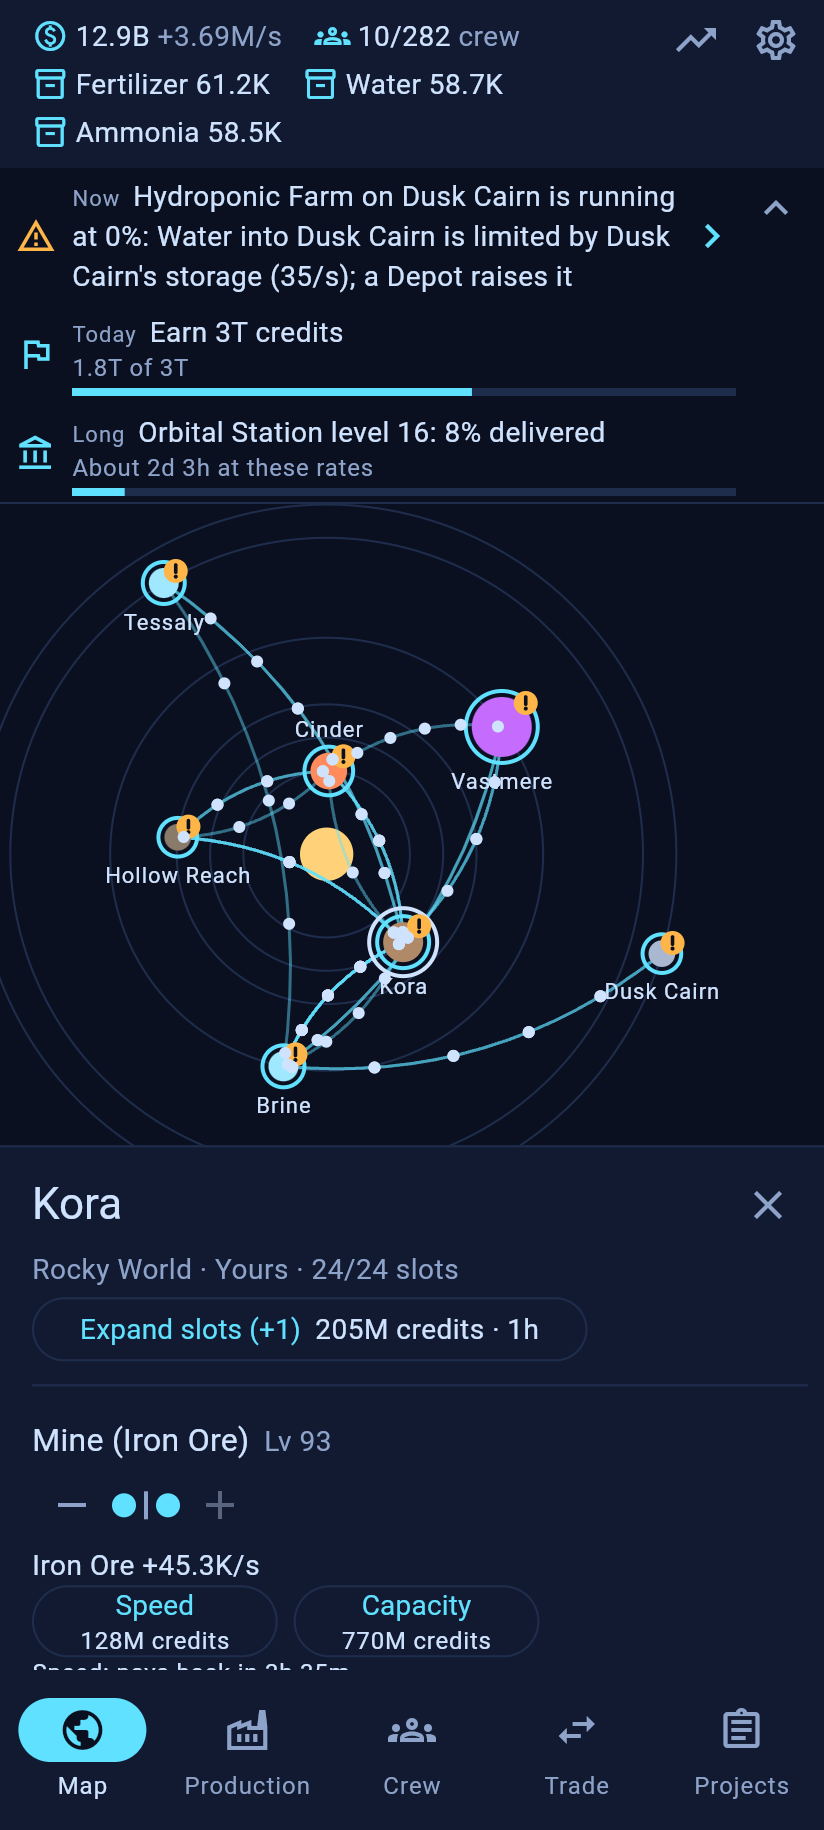 12.9B +3.69M/s 10/282 crew
Fertilizer 61.2K Water 58.7K
Ammonia 58.5K
Now Hydroponic Farm on Dusk Cairn is running
at 0%: Water into Dusk Cairn is limited by Dusk
Cairn's storage (35/s); a Depot raises it
Today Earn 3T credits
1.8T of 3T
Long Orbital Station level 16: 8% delivered
About 2d 3h at these rates
Tessaly
Cinder
Vasmere
Hollow Reach
Kora
Dusk Cairn
Brine
Kora
Rocky World · Yours · 24/24 slots
Expand slots (+1) 205M credits · 1h
Mine (Iron Ore) Lv 93
Iron Ore +45.3K/s
Speed Capacity
128M credits 770M credits
Map Production Crew Trade Projects